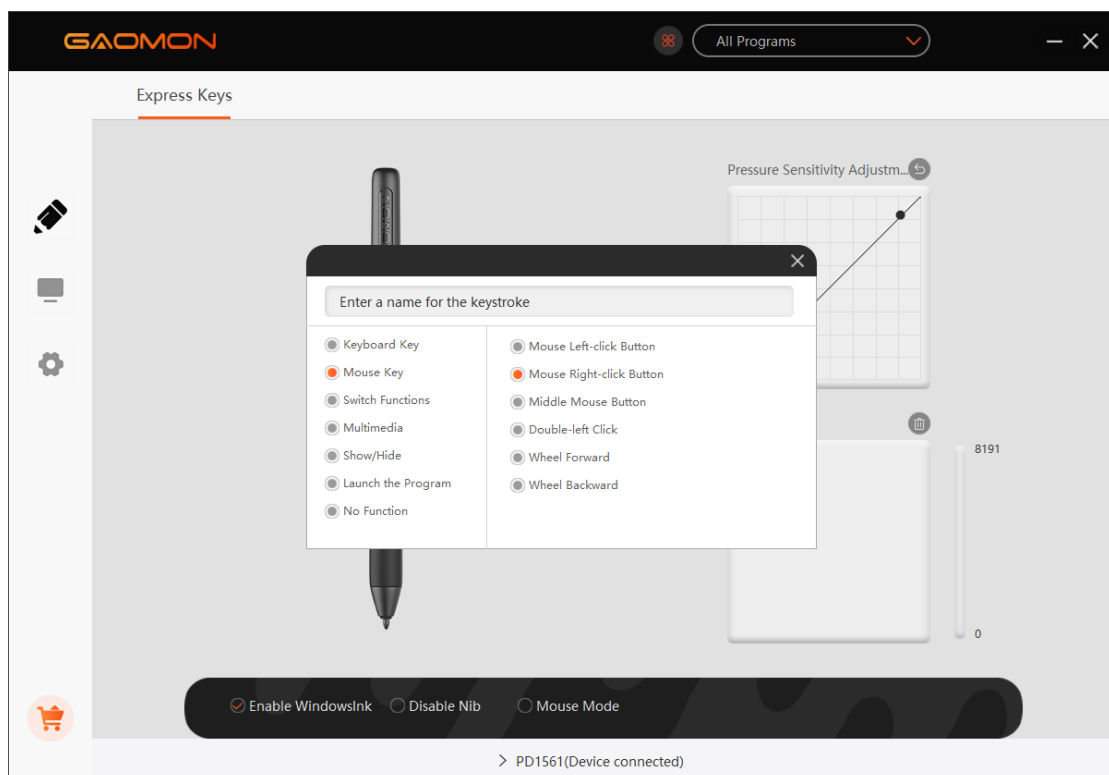 GAOMON
All Programs
Express Keys
Pressure Sensitivity Adjustm...
Enter a name for the keystroke
Keyboard Key
Mouse Key
Switch Functions
Multimedia
Show/Hide
Launch the Program
No Function
Mouse Left-click Button
Mouse Right-click Button
Middle Mouse Button
Double-left Click
Wheel Forward
Wheel Backward
8191
0
Enable WindowsInk
Disable Nib
Mouse Mode
PD1561(Device connected)